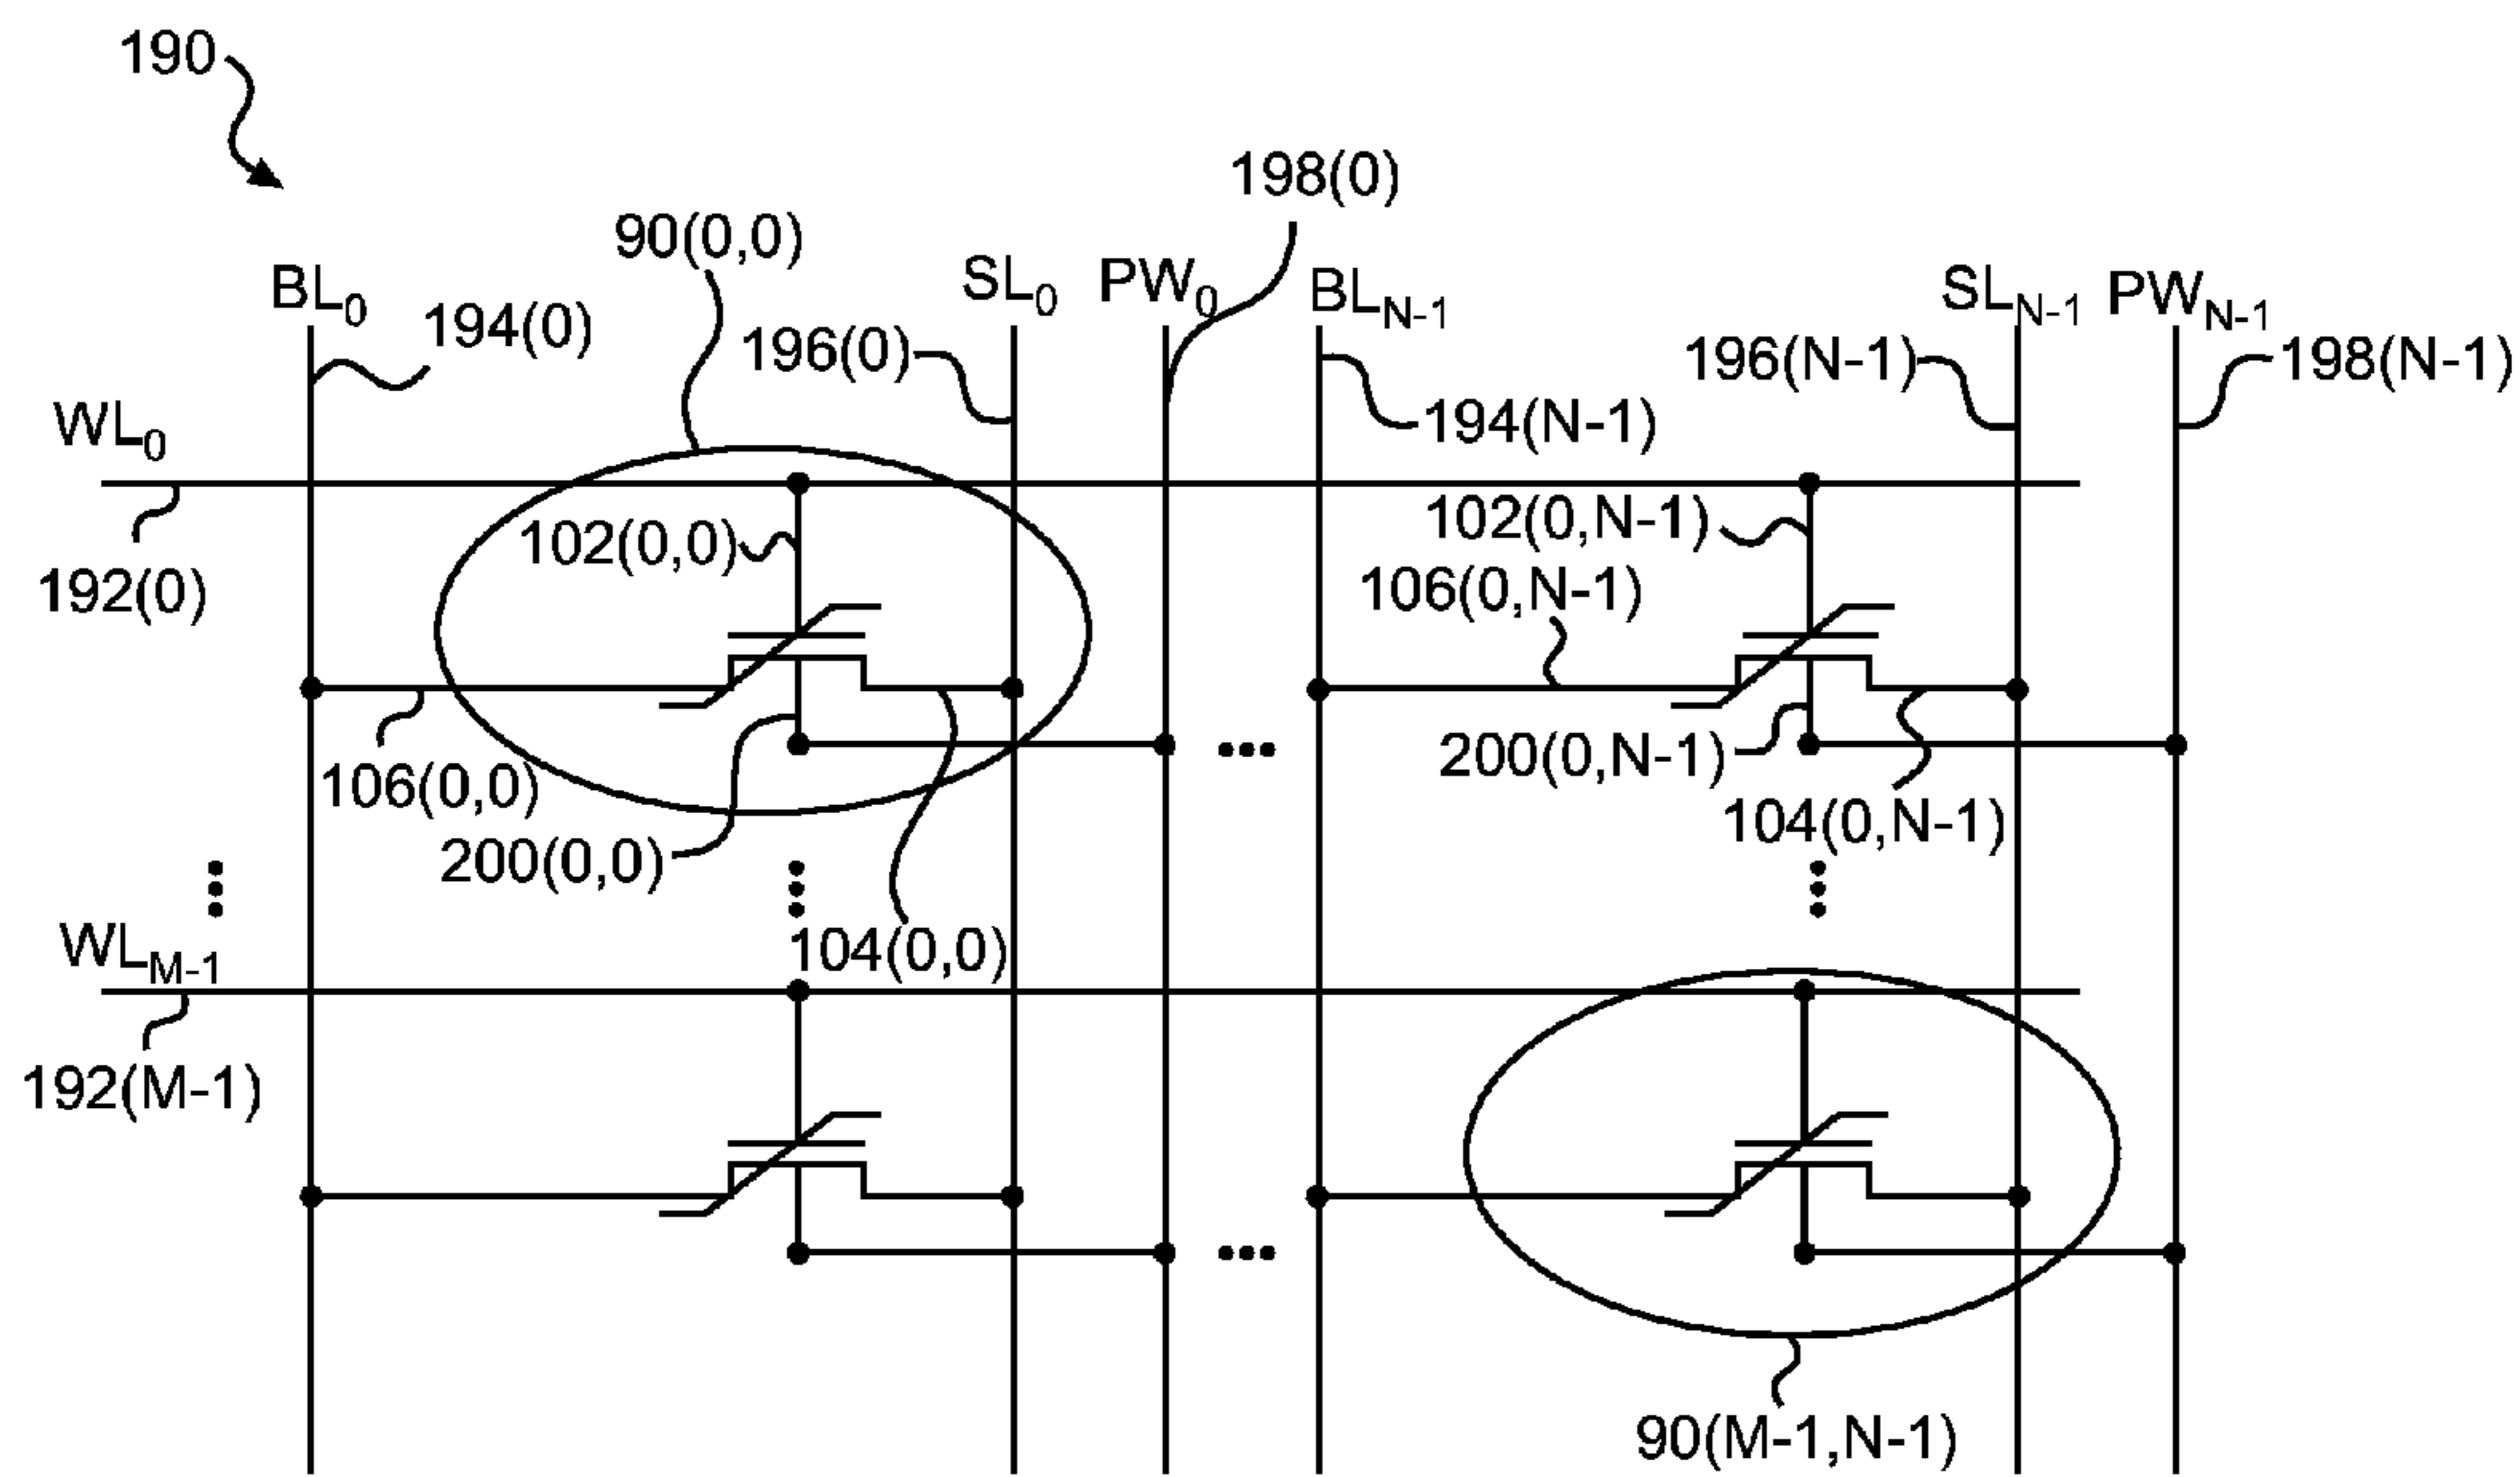 190
198(0)
90(0,0)
BL0
SL0
PW0
BLN-1
SLN-1
PWN-1
194(0)
196(0)
196(N-1)
198(N-1)
WL0
194(N-1)
102(0,0)
102(0,N-1)
192(0)
106(0,N-1)
106(0,0)
200(0,N-1)
200(0,0)
104(0,N-1)
WLM-1
104(0,0)
192(M-1)
90(M-1,N-1)